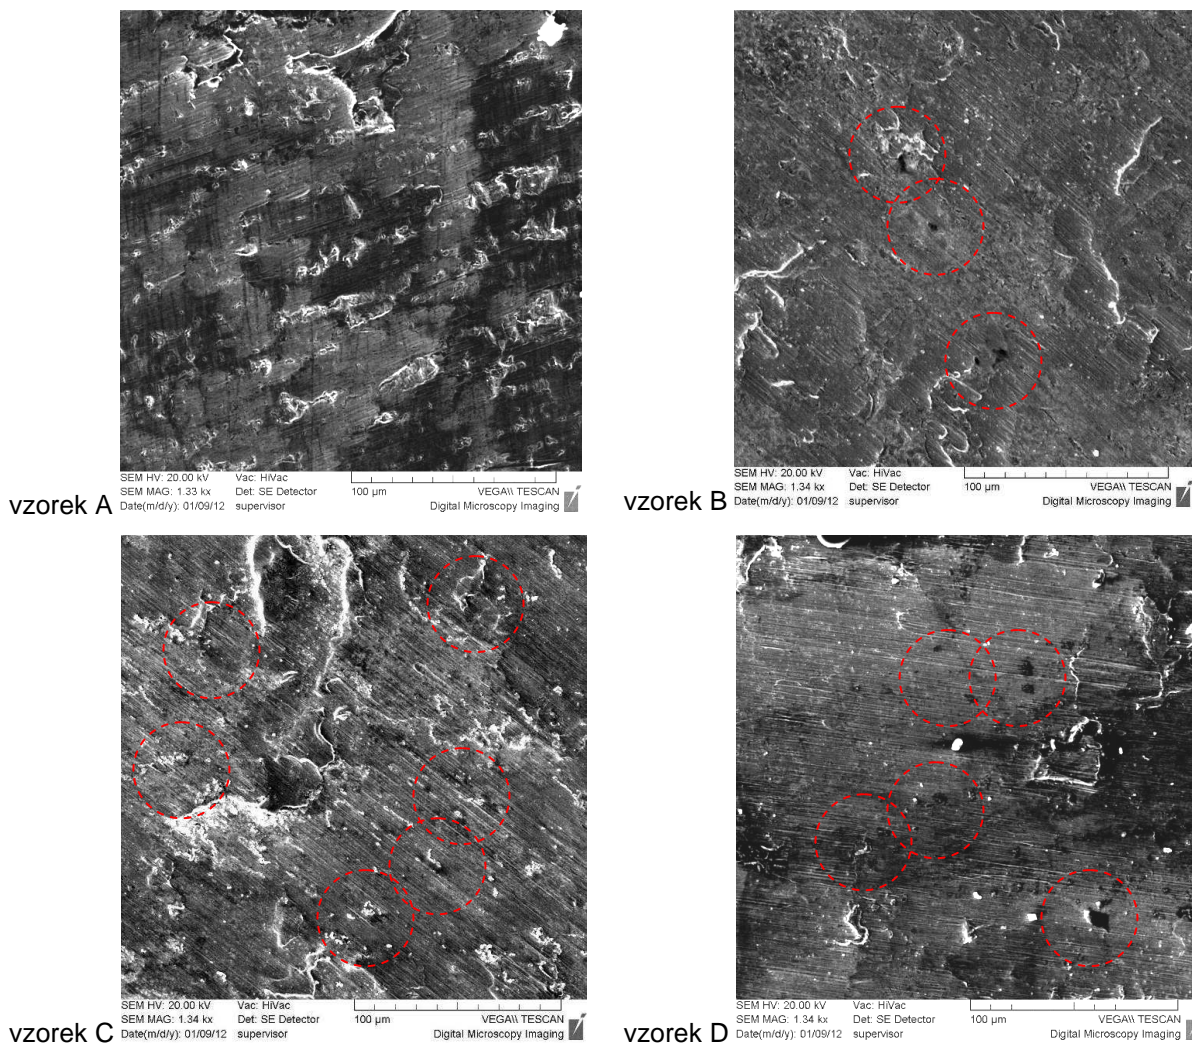 vzorek A
SEM HV: 20.00 kV Vac: HiVac
SEM MAG: 1.33 kx Det: SE Detector 100 µm VEGA\\ TESCAN
Date(m/d/y): 01/09/12 supervisor Digital Microscopy Imaging
vzorek B
SEM HV: 20.00 kV Vac: HiVac
SEM MAG: 1.34 kx Det: SE Detector 100 µm VEGA\\ TESCAN
Date(m/d/y): 01/09/12 supervisor Digital Microscopy Imaging
vzorek C
SEM HV: 20.00 kV Vac: HiVac
SEM MAG: 1.34 kx Det: SE Detector 100 µm VEGA\\ TESCAN
Date(m/d/y): 01/09/12 supervisor Digital Microscopy Imaging
vzorek D
SEM HV: 20.00 kV Vac: HiVac
SEM MAG: 1.34 kx Det: SE Detector 100 µm VEGA\\ TESCAN
Date(m/d/y): 01/09/12 supervisor Digital Microscopy Imaging